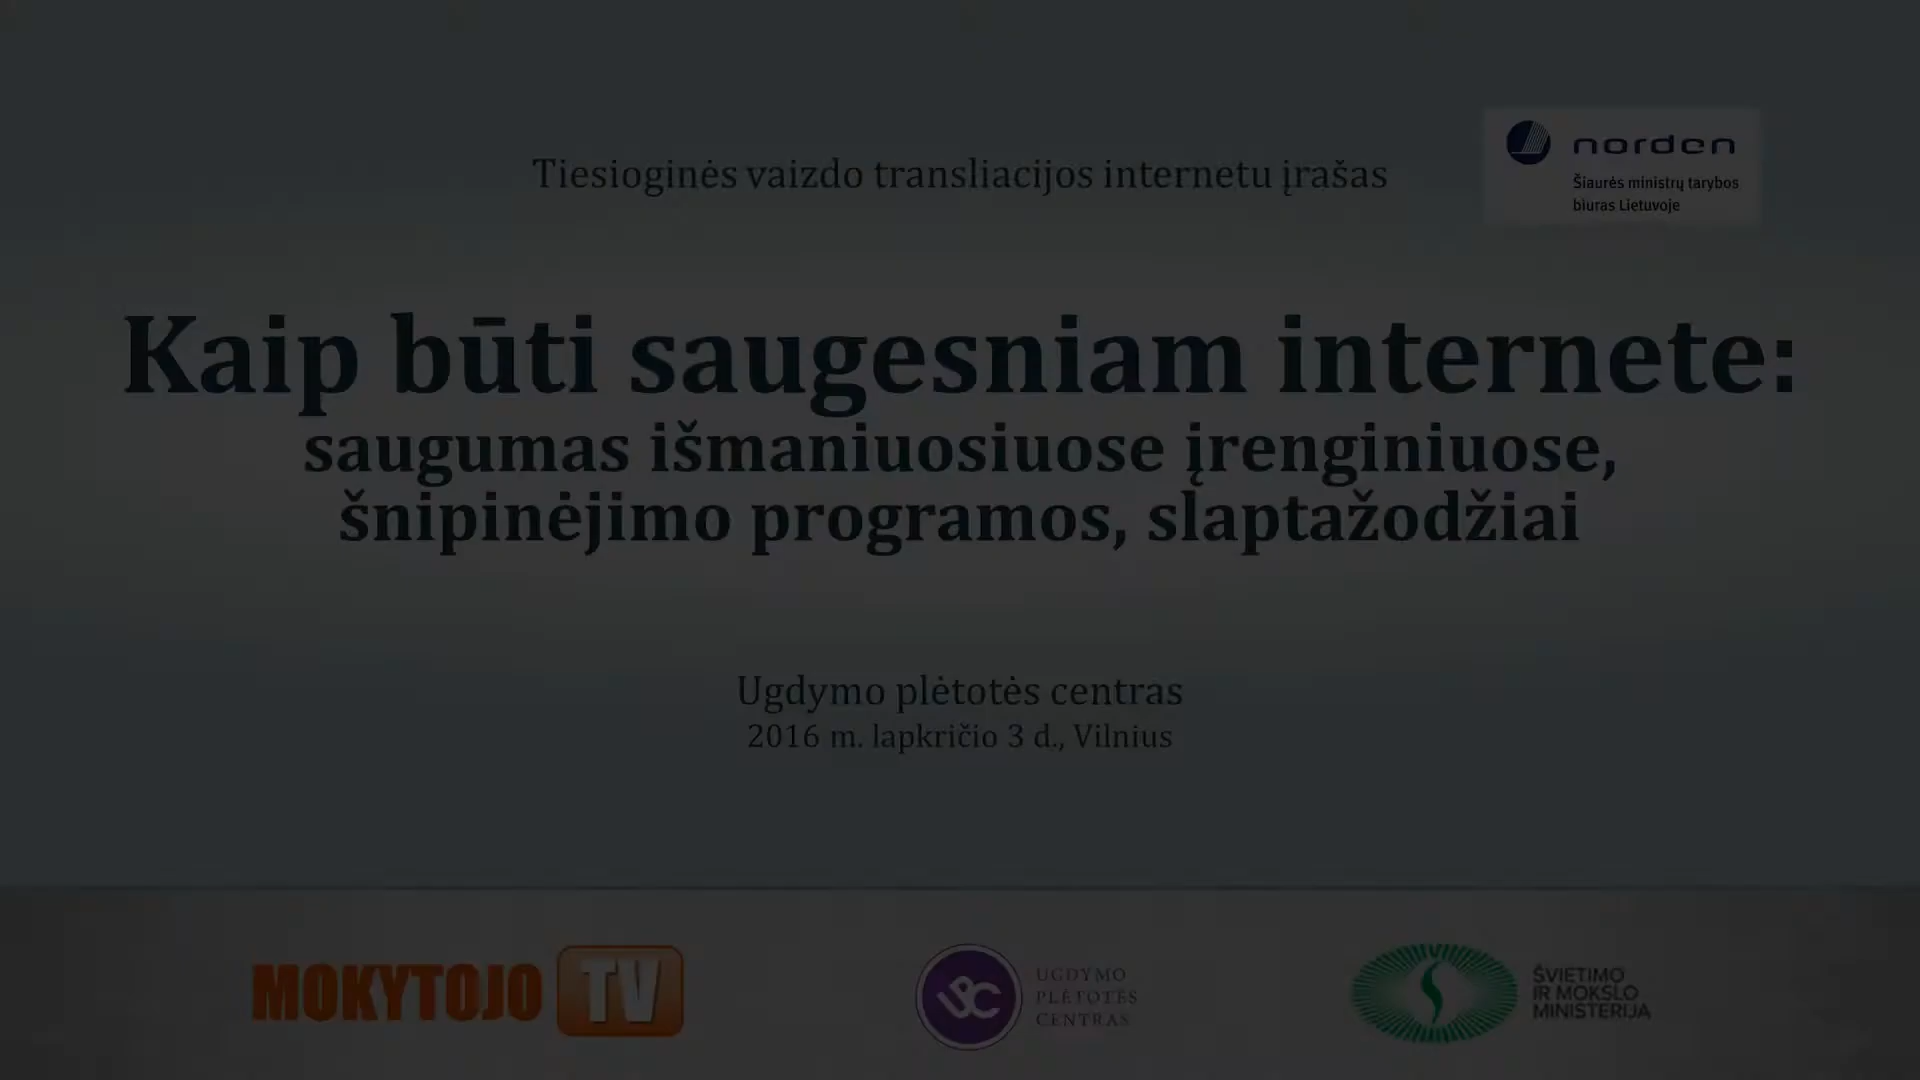 norden
Šiaurės ministrų tarybos
biuras Lietuvoje
Tiesioginės vaizdo transliacijos internetu įrašas
Kaip būti saugesniam internete:
saugumas išmaniuosiuose įrenginiuose,
šnipinėjimo programos, slaptažodžiai
Ugdymo plėtotės centras
2016 m. lapkričio 3 d., Vilnius
MOKYTOJO TV
UPC
UGDYMO
PLĖTOTĖS
CENTRAS
ŠVIETIMO
IR MOKSLO
MINISTERIJA